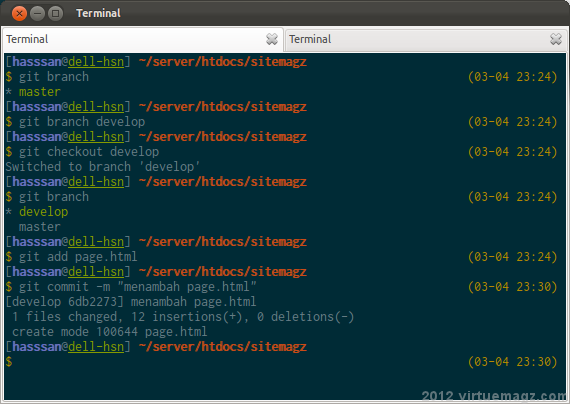 Terminal
Terminal Terminal
[hasssan@dell-hsn] ~/server/htdocs/sitemagz
$ git branch (03-04 23:24)
* master
[hasssan@dell-hsn] ~/server/htdocs/sitemagz
$ git branch develop (03-04 23:24)
[hasssan@dell-hsn] ~/server/htdocs/sitemagz
$ git checkout develop (03-04 23:24)
Switched to branch 'develop'
[hasssan@dell-hsn] ~/server/htdocs/sitemagz
$ git branch (03-04 23:24)
* develop
  master
[hasssan@dell-hsn] ~/server/htdocs/sitemagz
$ git add page.html (03-04 23:24)
[hasssan@dell-hsn] ~/server/htdocs/sitemagz
$ git commit -m "menambah page.html" (03-04 23:30)
[develop 6db2273] menambah page.html
 1 files changed, 12 insertions(+), 0 deletions(-)
 create mode 100644 page.html
[hasssan@dell-hsn] ~/server/htdocs/sitemagz
$ (03-04 23:30)
2012 virtuemagz.com